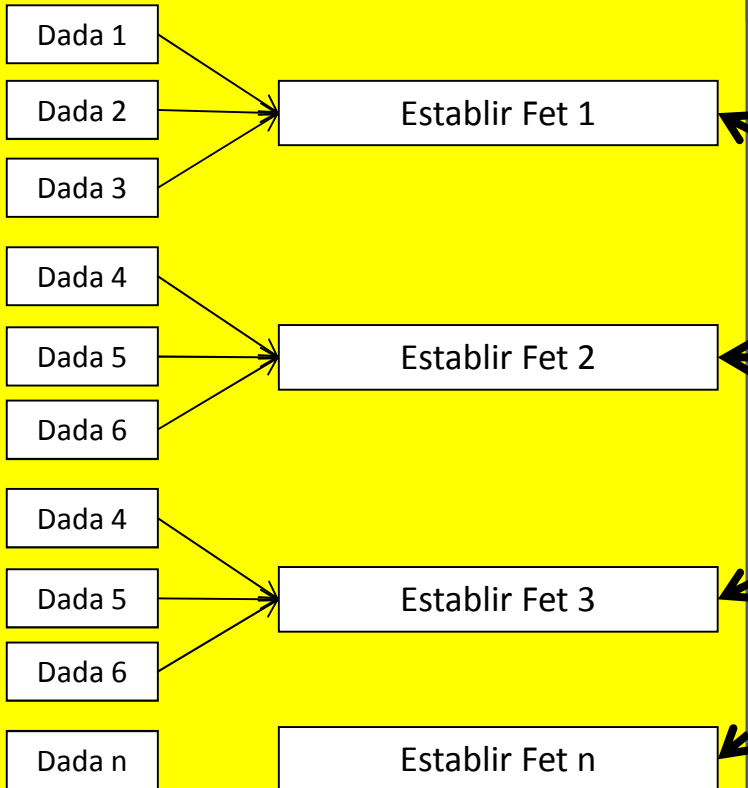 Dada 1
Dada 2
Dada 3
Establir Fet 1
Dada 4
Dada 5
Dada 6
Establir Fet 2
Dada 4
Dada 5
Dada 6
Establir Fet 3
Dada n
Establir Fet n